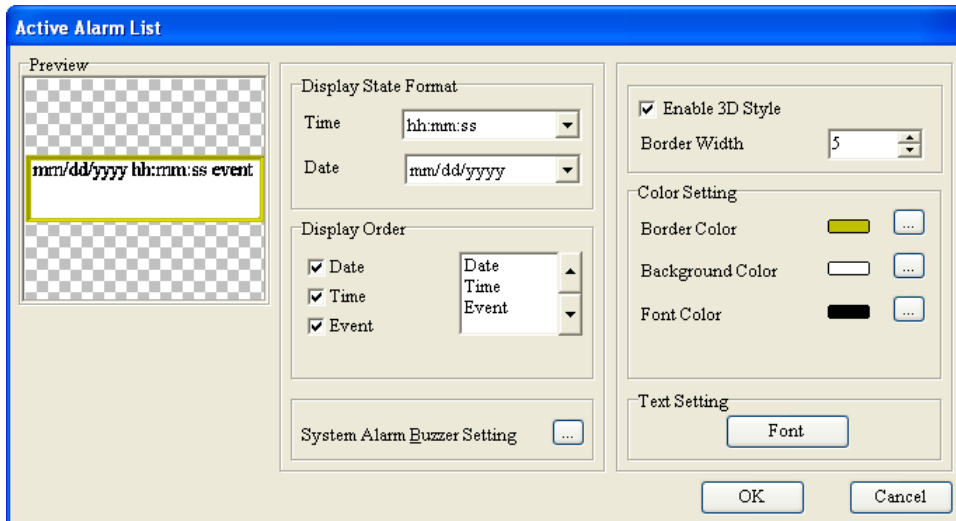 Active Alarm List
Preview
mm/dd/yyyy hh:mm:ss event
Display State Format
Time
hh:mm:ss
Date
mm/dd/yyyy
Display Order
Date
Time
Event
Date
Time
Event
System Alarm Buzzer Setting
...
Enable 3D Style
Border Width
5
Color Setting
Border Color
...
Background Color
...
Font Color
...
Text Setting
Font
OK
Cancel